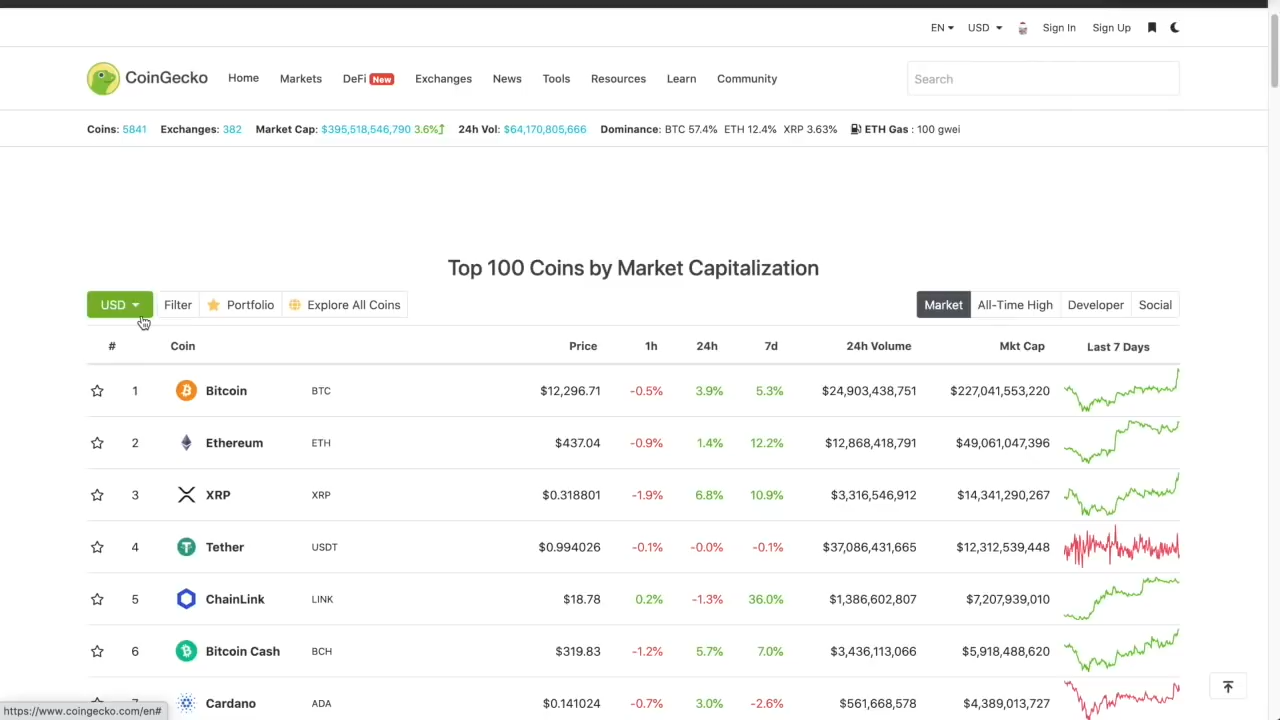 EN USD Sign In Sign Up
CoinGecko Home Markets DeFi New Exchanges News Tools Resources Learn Community Search
Coins: 5841 Exchanges: 382 Market Cap: $395,518,546,790 3.6% 24h Vol: $64,170,805,666 Dominance: BTC 57.4% ETH 12.4% XRP 3.63% ETH Gas : 100 gwei
Top 100 Coins by Market Capitalization
USD Filter Portfolio Explore All Coins Market All-Time High Developer Social
# Coin Price 1h 24h 7d 24h Volume Mkt Cap Last 7 Days
1 Bitcoin BTC $12,296.71 -0.5% 3.9% 5.3% $24,903,438,751 $227,041,553,220
2 Ethereum ETH $437.04 -0.9% 1.4% 12.2% $12,868,418,791 $49,061,047,396
3 XRP XRP $0.318801 -1.9% 6.8% 10.9% $3,316,546,912 $14,341,290,267
4 Tether USDT $0.994026 -0.1% -0.0% -0.1% $37,086,431,665 $12,312,539,448
5 ChainLink LINK $18.78 0.2% -1.3% 36.0% $1,386,602,807 $7,207,939,010
6 Bitcoin Cash BCH $319.83 -1.2% 5.7% 7.0% $3,436,113,066 $5,918,488,620
Cardano ADA $0.141024 -0.7% 3.0% -2.6% $561,668,578 $4,389,013,727
https://www.coingecko.com/en#